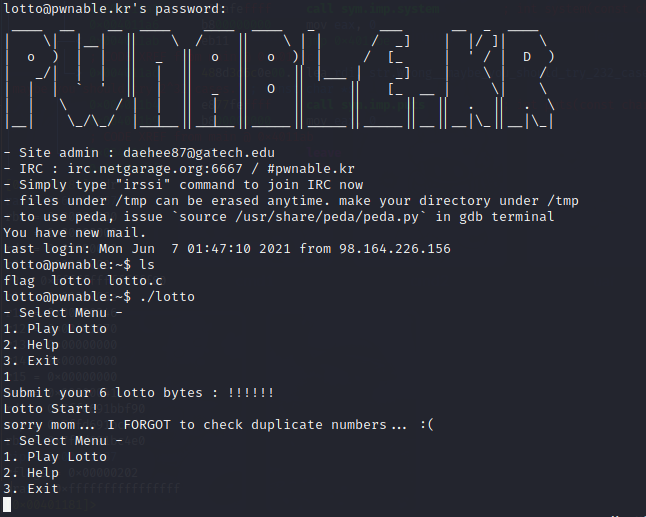 lotto@pwnable.kr's password:
PWNABLE.KR
- Site admin : daehee87@gatech.edu
- IRC : irc.netgarage.org:6667 / #pwnable.kr
- Simply type "irssi" command to join IRC now
- files under /tmp can be erased anytime. make your directory under /tmp
- to use peda, issue `source /usr/share/peda/peda.py` in gdb terminal
You have new mail.
Last login: Mon Jun  7 01:47:10 2021 from 98.164.226.156
lotto@pwnable:~$ ls
flag  lotto  lotto.c
lotto@pwnable:~$ ./lotto
- Select Menu -
1. Play Lotto
2. Help
3. Exit
1
Submit your 6 lotto bytes : !!!!!!
Lotto Start!
sorry mom... I FORGOT to check duplicate numbers... :(
- Select Menu -
1. Play Lotto
2. Help
3. Exit